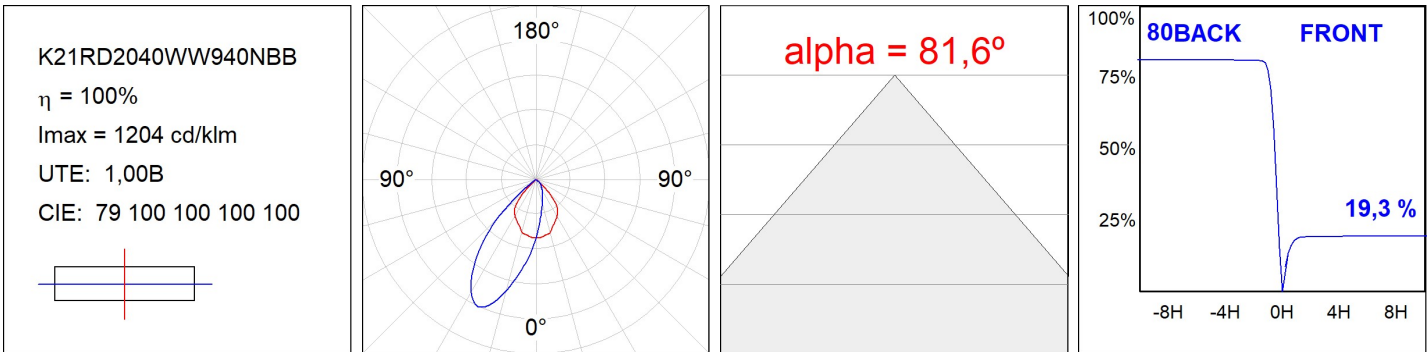 K21RD2040WW940NBB
η = 100%
Imax = 1204 cd/klm
UTE: 1,00B
CIE: 79 100 100 100 100
180°
90°
90°
0°
alpha = 81,6º
100%
80BACK
FRONT
75%
50%
25%
19,3 %
-8H
-4H
0H
4H
8H